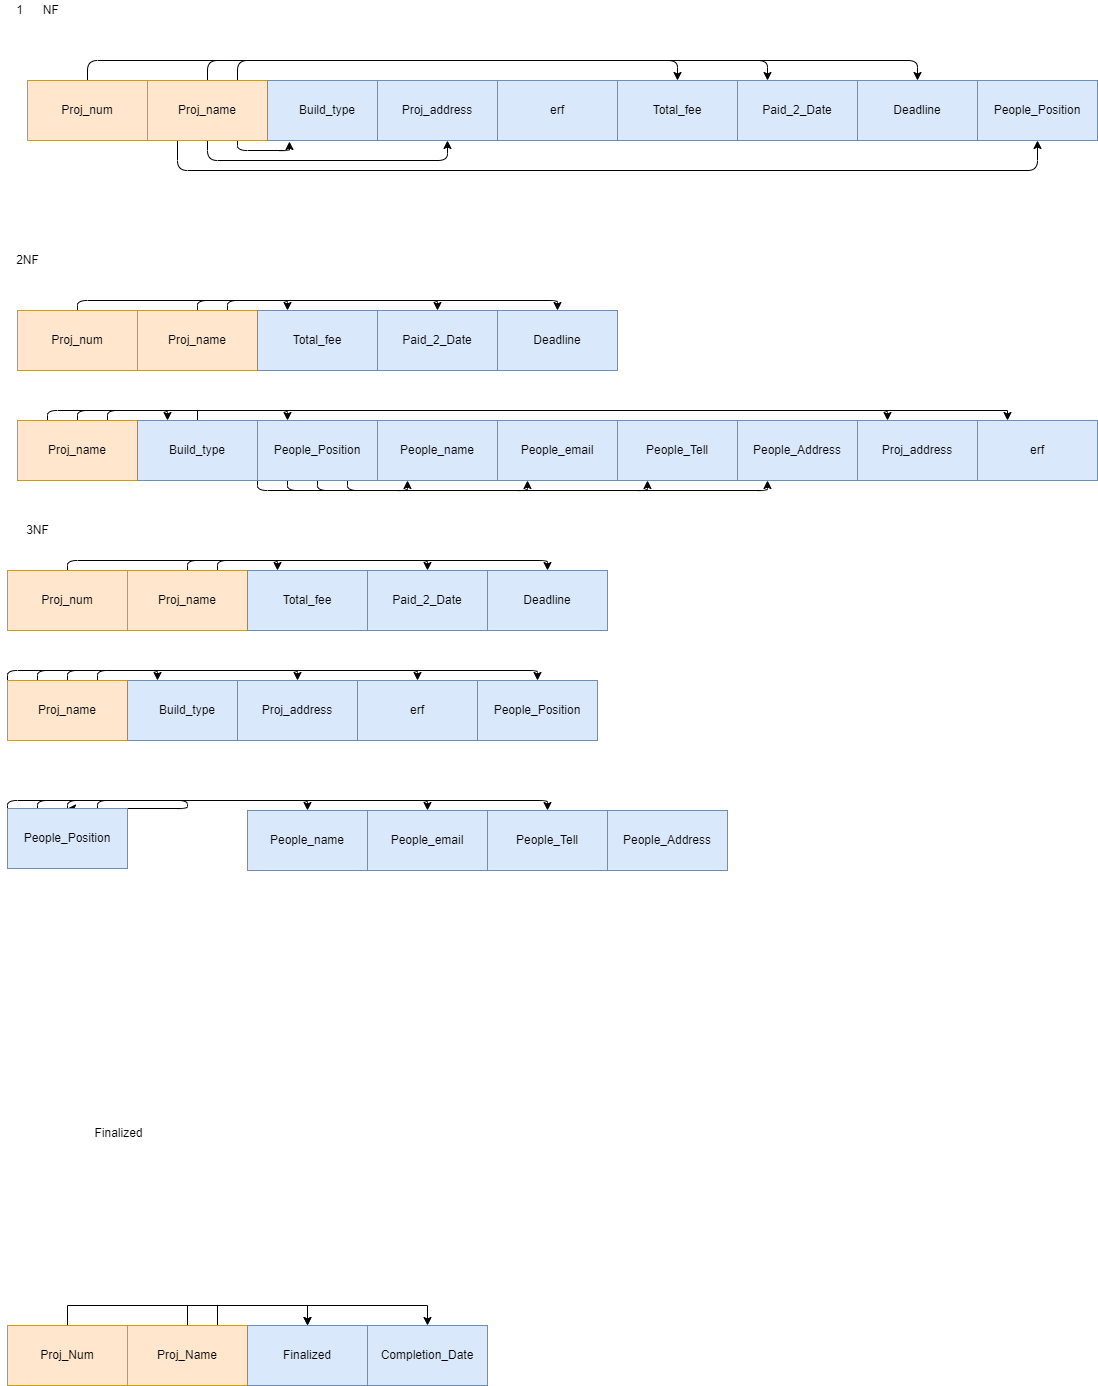 1 NF
Proj_num Proj_name Build_type Proj_address erf Total_fee Paid_2_Date Deadline People_Position
2NF
Proj_num Proj_name Total_fee Paid_2_Date Deadline
Proj_name Build_type People_Position People_name People_email People_Tell People_Address Proj_address erf
3NF
Proj_num Proj_name Total_fee Paid_2_Date Deadline
Proj_name Build_type Proj_address erf People_Position
People_Position People_name People_email People_Tell People_Address
Finalized
Proj_Num Proj_Name Finalized Completion_Date